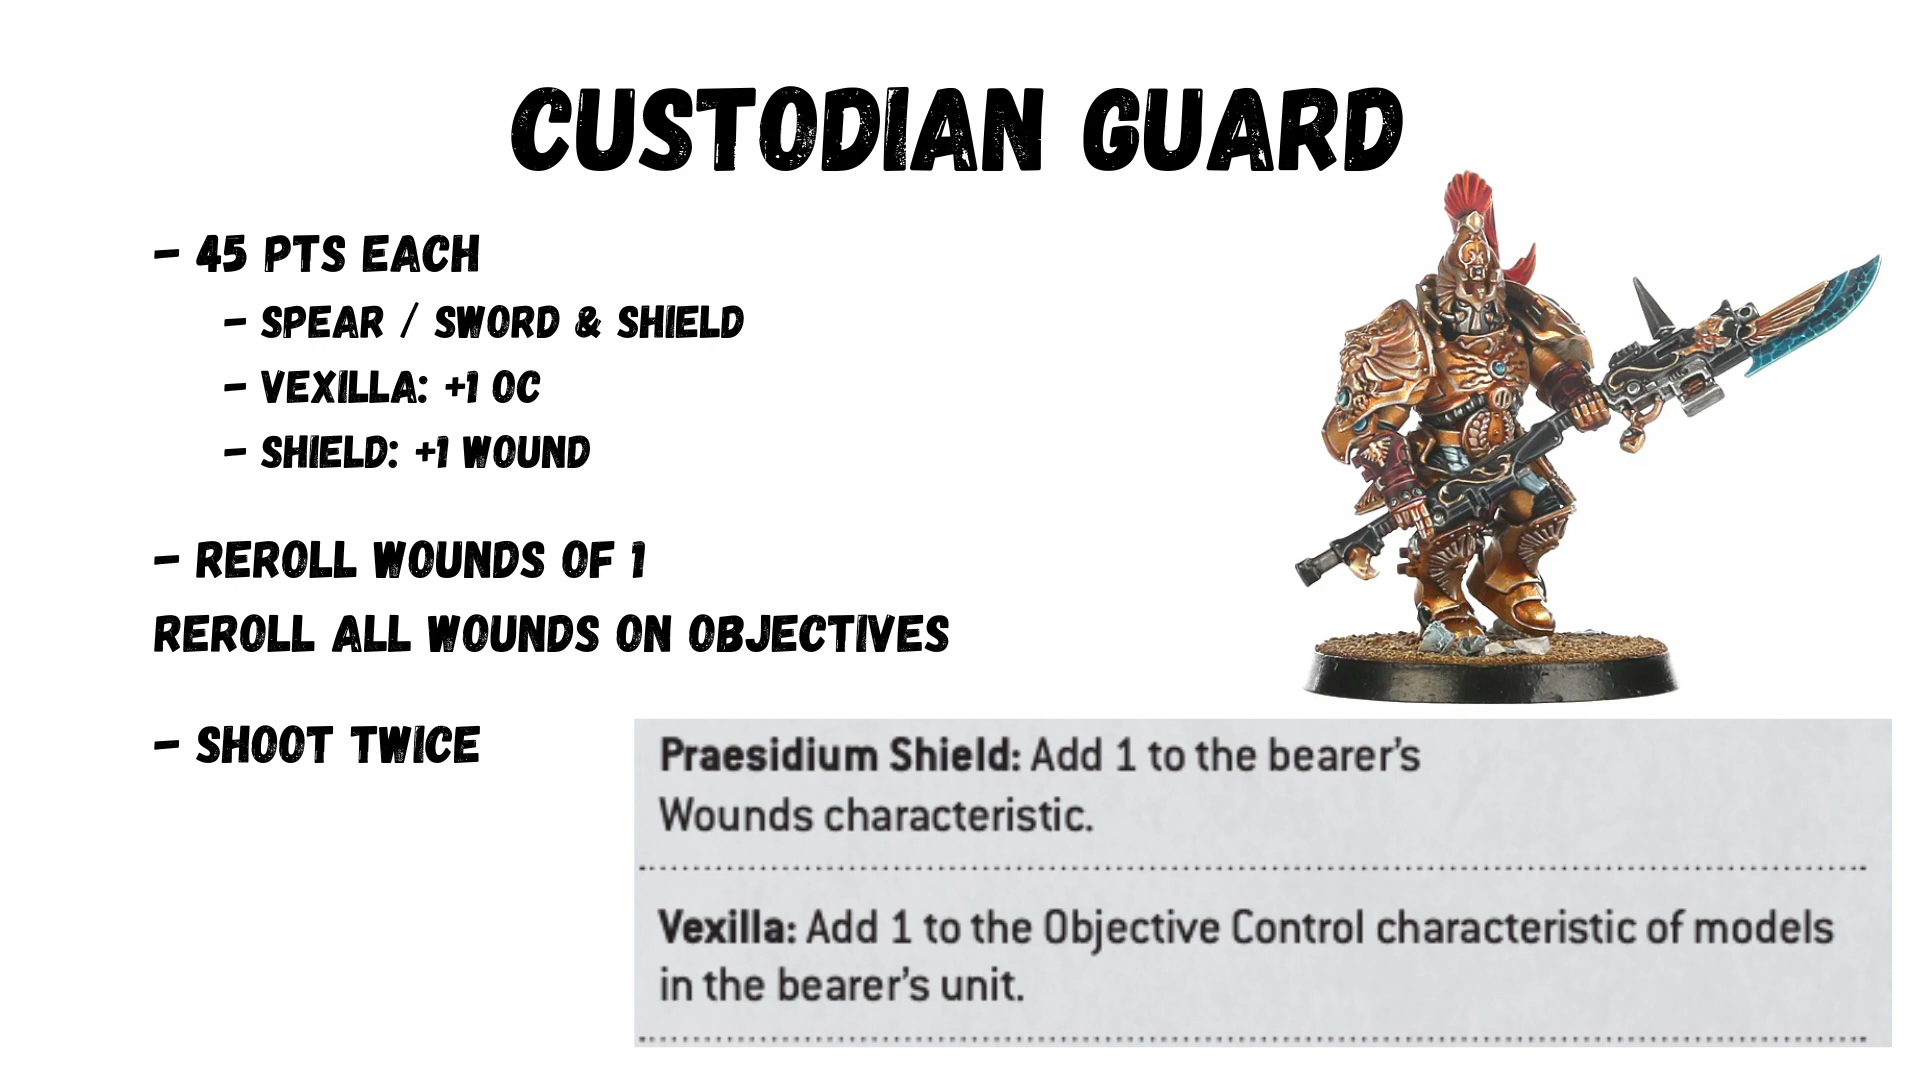 CUSTODIAN GUARD
- 45 PTS EACH
- SPEAR / SWORD & SHIELD
- VEXILLA: +1 OC
- SHIELD: +1 WOUND
- REROLL WOUNDS OF 1
REROLL ALL WOUNDS ON OBJECTIVES
- SHOOT TWICE
Praesidium Shield: Add 1 to the bearer's
Wounds characteristic.
Vexilla: Add 1 to the Objective Control characteristic of models
in the bearer's unit.